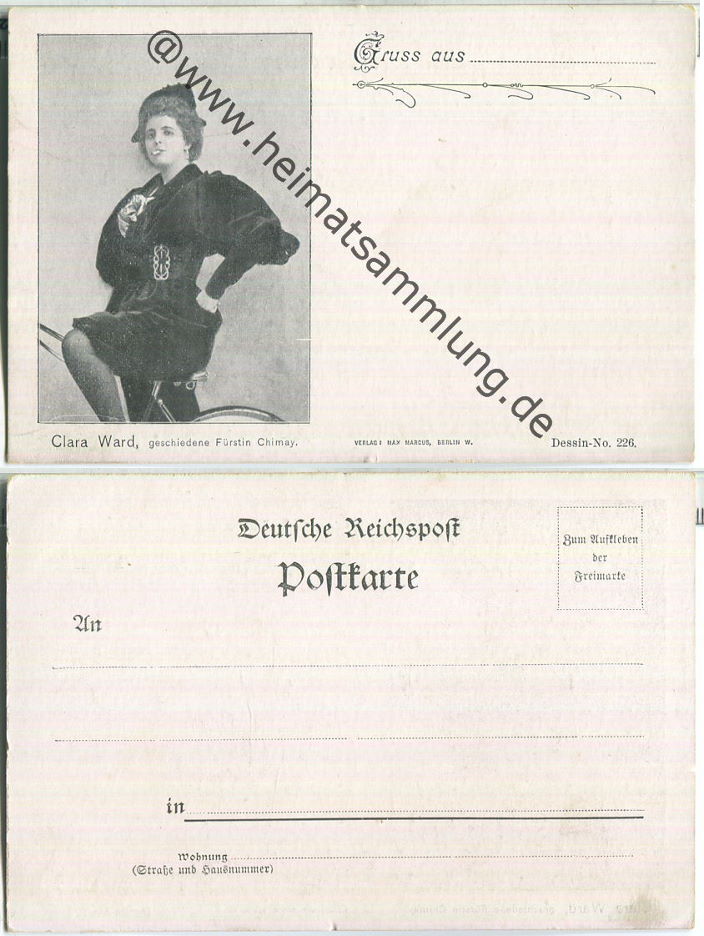 @www.heimatsammlung.de
Gruss aus
Clara Ward, geschiedene Fürstin Chimay.
VERLAG: MAX MARCUS, BERLIN W.
Dessin-No. 226.
Deutſche Reichspoſt
Poſtkarte
Zum Aufkleben
der
Freimarke
An
in
Wohnung
(Straße und Hausnummer)